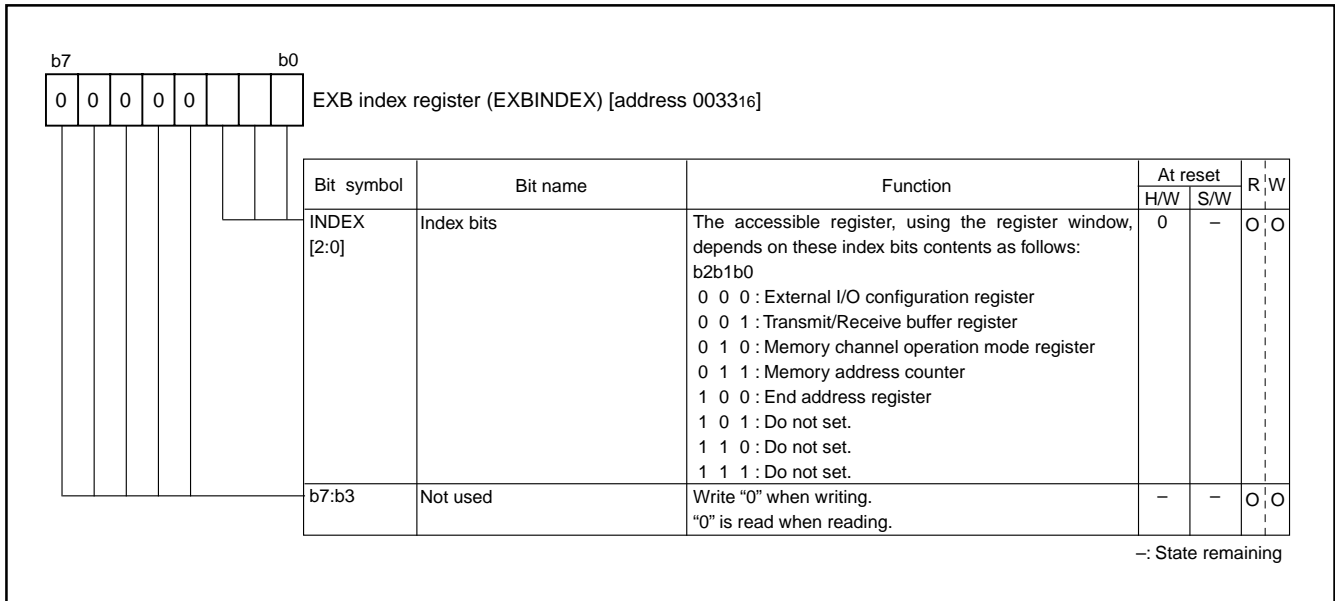 b7 b0
0 0 0 0 0
EXB index register (EXBINDEX) [address 003316]
Bit symbol Bit name Function At reset R W
H/W S/W
INDEX Index bits The accessible register, using the register window, 0 – O O
[2:0] depends on these index bits contents as follows:
b2b1b0
0 0 0 : External I/O configuration register
0 0 1 : Transmit/Receive buffer register
0 1 0 : Memory channel operation mode register
0 1 1 : Memory address counter
1 0 0 : End address register
1 0 1 : Do not set.
1 1 0 : Do not set.
1 1 1 : Do not set.
b7:b3 Not used Write “0” when writing. – – O O
“0” is read when reading.
–: State remaining